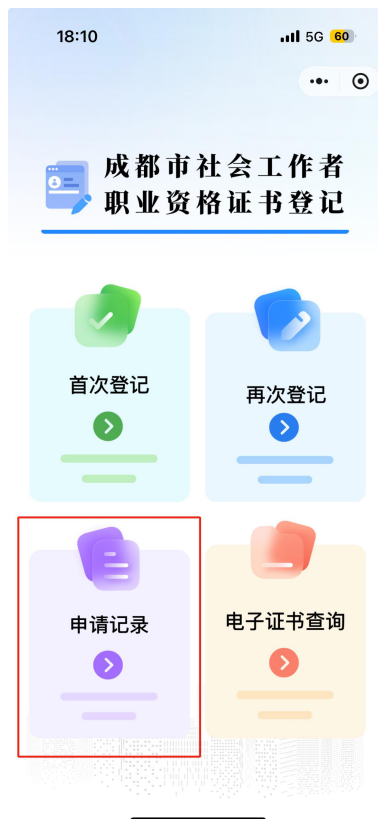 18:10
5G 60
成都市社会工作者
职业资格证书登记
首次登记
再次登记
申请记录
电子证书查询